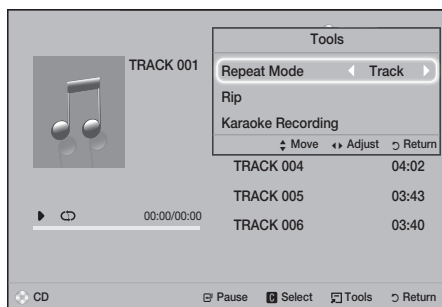 Tools
TRACK 001
Repeat Mode Track
Rip
Karaoke Recording
Move Adjust Return
TRACK 004 04:02
TRACK 005 03:43
00:00/00:00
TRACK 006 03:40
CD Pause C Select Tools Return